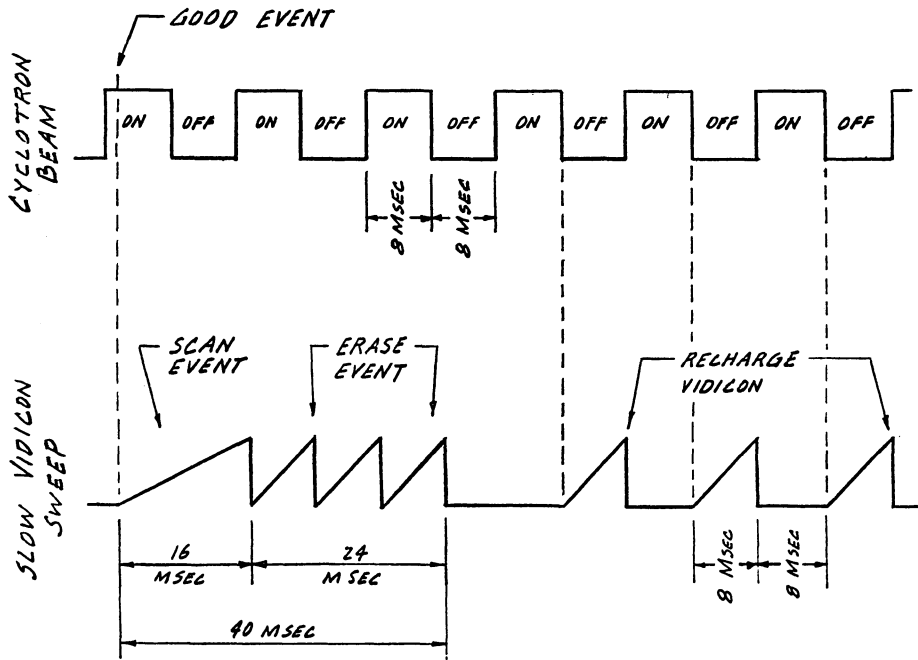 GOOD EVENT
CYCLOTRON
BEAM
ON OFF ON OFF ON OFF ON OFF ON OFF ON OFF
8 MSEC
8 MSEC
SLOW VIDICON
SWEEP
SCAN
EVENT
ERASE
EVENT
RECHARGE
VIDICON
16
MSEC
24
MSEC
8 MSEC
8 MSEC
40 MSEC